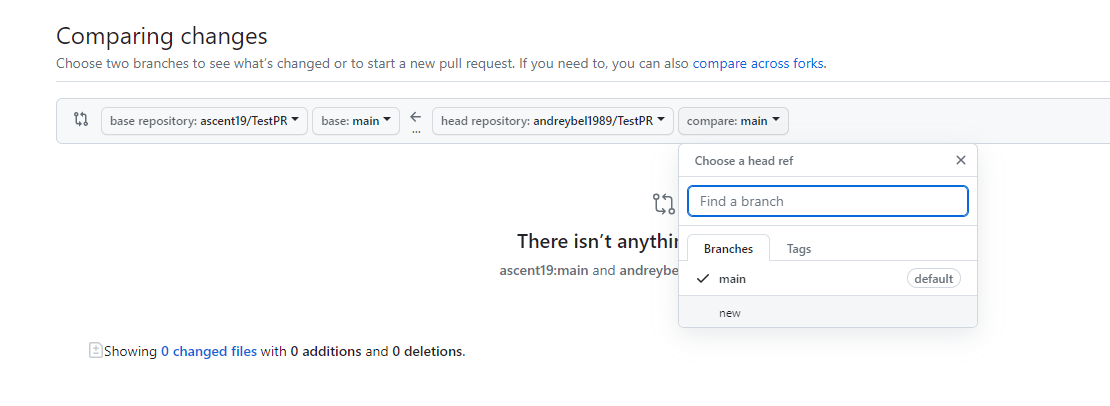 Comparing changes
Choose two branches to see what's changed or to start a new pull request. If you need to, you can also compare across forks.
base repository: ascent19/TestPR base: main ... head repository: andreybel1989/TestPR compare: main
Choose a head ref
Find a branch
There isn't anythin
Branches Tags
ascent19:main and andreybe
main default
new
Showing 0 changed files with 0 additions and 0 deletions.